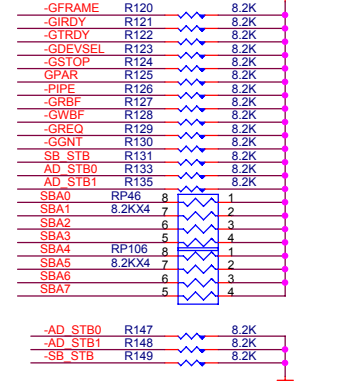 -GFRAME R120 8.2K
-GIRDY R121 8.2K
-GTRDY R122 8.2K
-GDEVSEL R123 8.2K
-GSTOP R124 8.2K
GPAR R125 8.2K
-PIPE R126 8.2K
-GRBF R127 8.2K
-GWBF R128 8.2K
-GREQ R129 8.2K
-GGNT R130 8.2K
SB_STB R131 8.2K
AD_STB0 R133 8.2K
AD_STB1 R135 8.2K
SBA0 RP46 8 1
SBA1 8.2KX4 7 2
SBA2 6 3
SBA3 5 4
SBA4 RP106 8 1
SBA5 8.2KX4 7 2
SBA6 6 3
SBA7 5 4
-AD_STB0 R147 8.2K
-AD_STB1 R148 8.2K
-SB_STB R149 8.2K